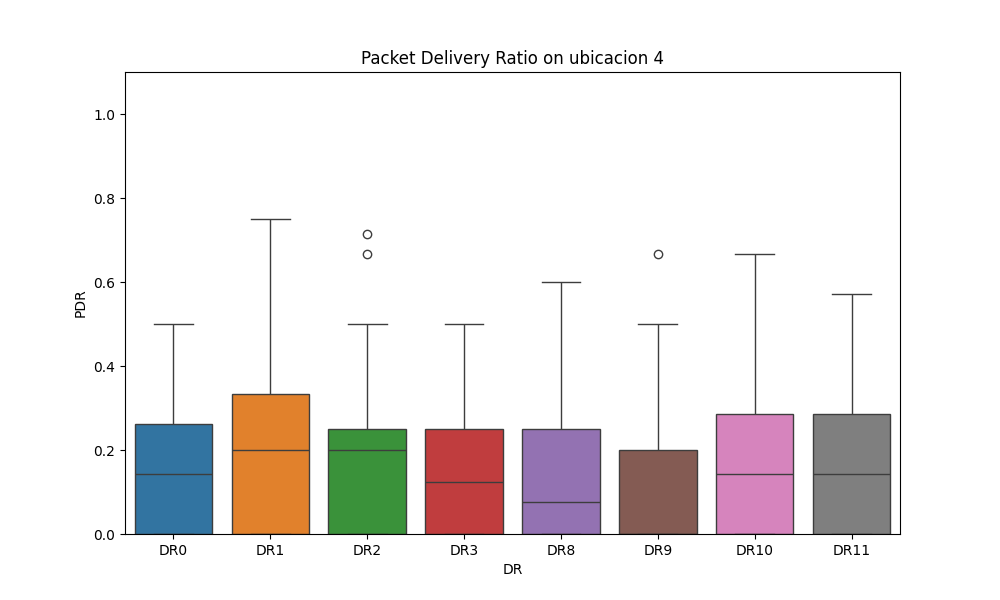 Packet Delivery Ratio on ubicacion 4
1.0
0.8
0.6
0.4
0.2
0.0
PDR
DR0 DR1 DR2 DR3 DR8 DR9 DR10 DR11
DR